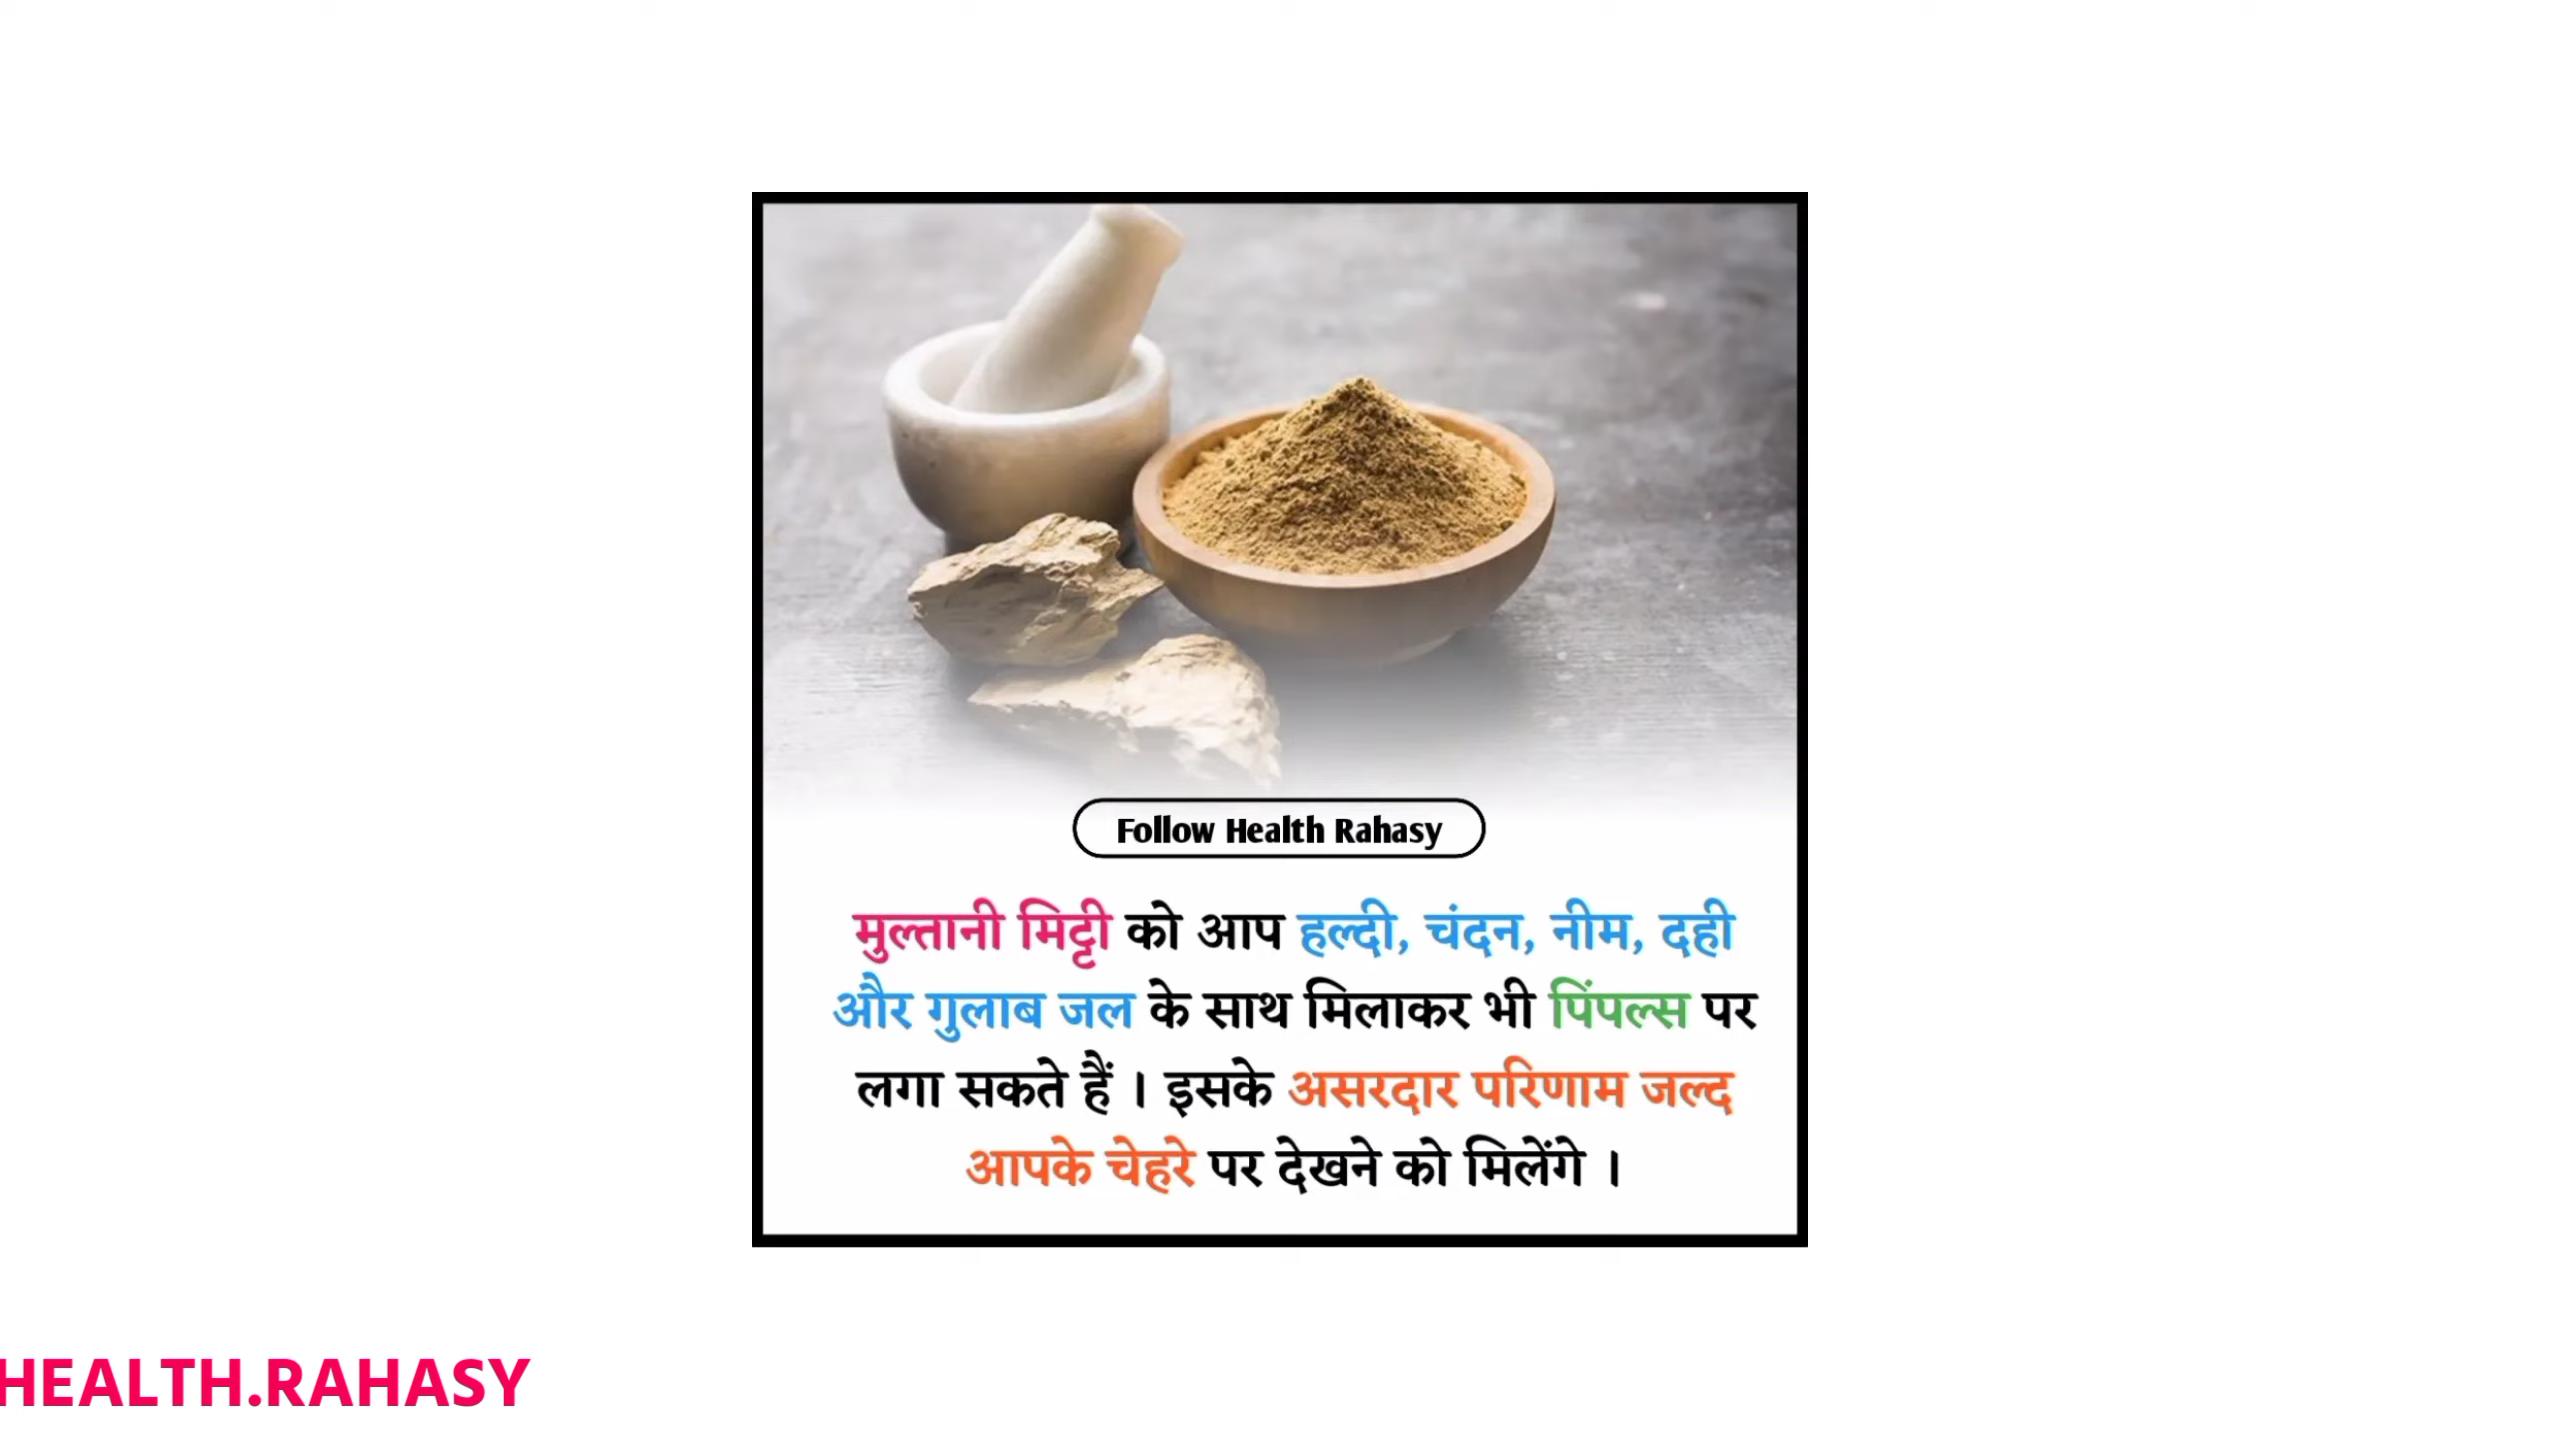 Follow Health Rahasy
मुल्तानी मिट्टी को आप हल्दी, चंदन, नीम, दही
और गुलाब जल के साथ मिलाकर भी पिंपल्स पर
लगा सकते हैं । इसके असरदार परिणाम जल्द
आपके चेहरे पर देखने को मिलेंगे ।
HEALTH.RAHASY